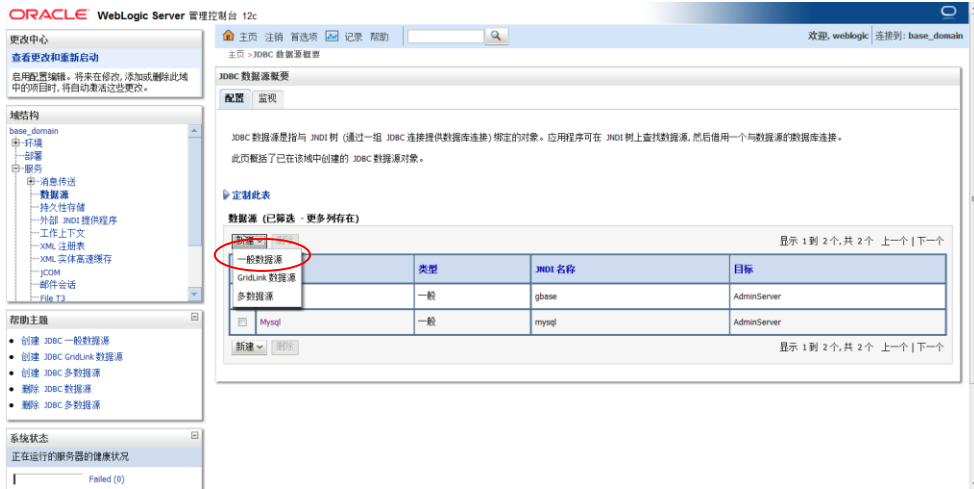 ORACLE WebLogic Server 管理控制台 12c
更改中心
查看更改和重新启动
启用配置编辑。将来在修改, 添加或删除此域
中的项目时, 将自动激活这些更改。
域结构
base_domain
环境
部署
服务
消息传送
数据源
持久性存储
外部 JNDI 提供程序
工作上下文
XML 注册表
XML 实体高速缓存
jCOM
邮件会话
File T3
帮助主题
创建 JDBC 一般数据源
创建 JDBC GridLink 数据源
创建 JDBC 多数据源
删除 JDBC 数据源
删除 JDBC 多数据源
系统状态
正在运行的服务器的健康状况
Failed (0)
主页 注销 首选项 记录 帮助
欢迎, weblogic 连接到: base_domain
主页 >JDBC 数据源概要
JDBC 数据源概要
配置 监视
JDBC 数据源是指与 JNDI 树 (通过一组 JDBC 连接提供数据库连接) 绑定的对象。应用程序可在 JNDI 树上查找数据源, 然后借用一个与数据源的数据库连接。
此页概括了已在该域中创建的 JDBC 数据源对象。
定制此表
数据源 (已筛选 - 更多列存在)
新建 删除
显示 1 到 2 个, 共 2 个 上一个 | 下一个
一般数据源
GridLink 数据源
多数据源
类型 JNDI 名称 目标
一般 gbase AdminServer
Mysql 一般 mysql AdminServer
新建 删除
显示 1 到 2 个, 共 2 个 上一个 | 下一个